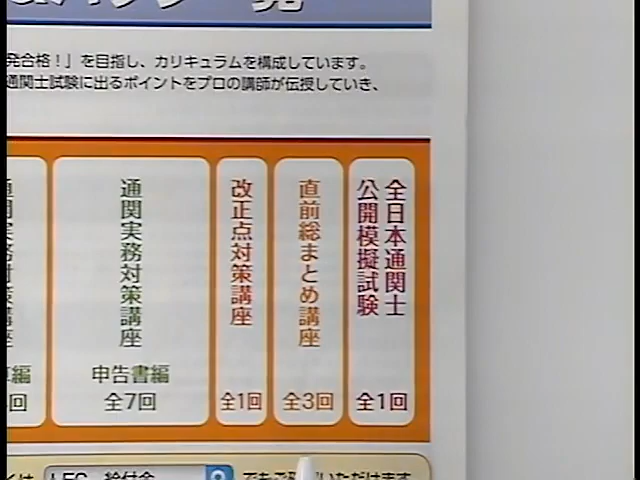 発合格！」を目指し、カリキュラムを構成しています。
通関士試験に出るポイントをプロの講師が伝授していき、
全日本通関士
公開模擬試験
全1回
直前総まとめ講座
全3回
改正点対策講座
全1回
通関実務対策講座
申告書編
全7回
編
回
LEC 給付金